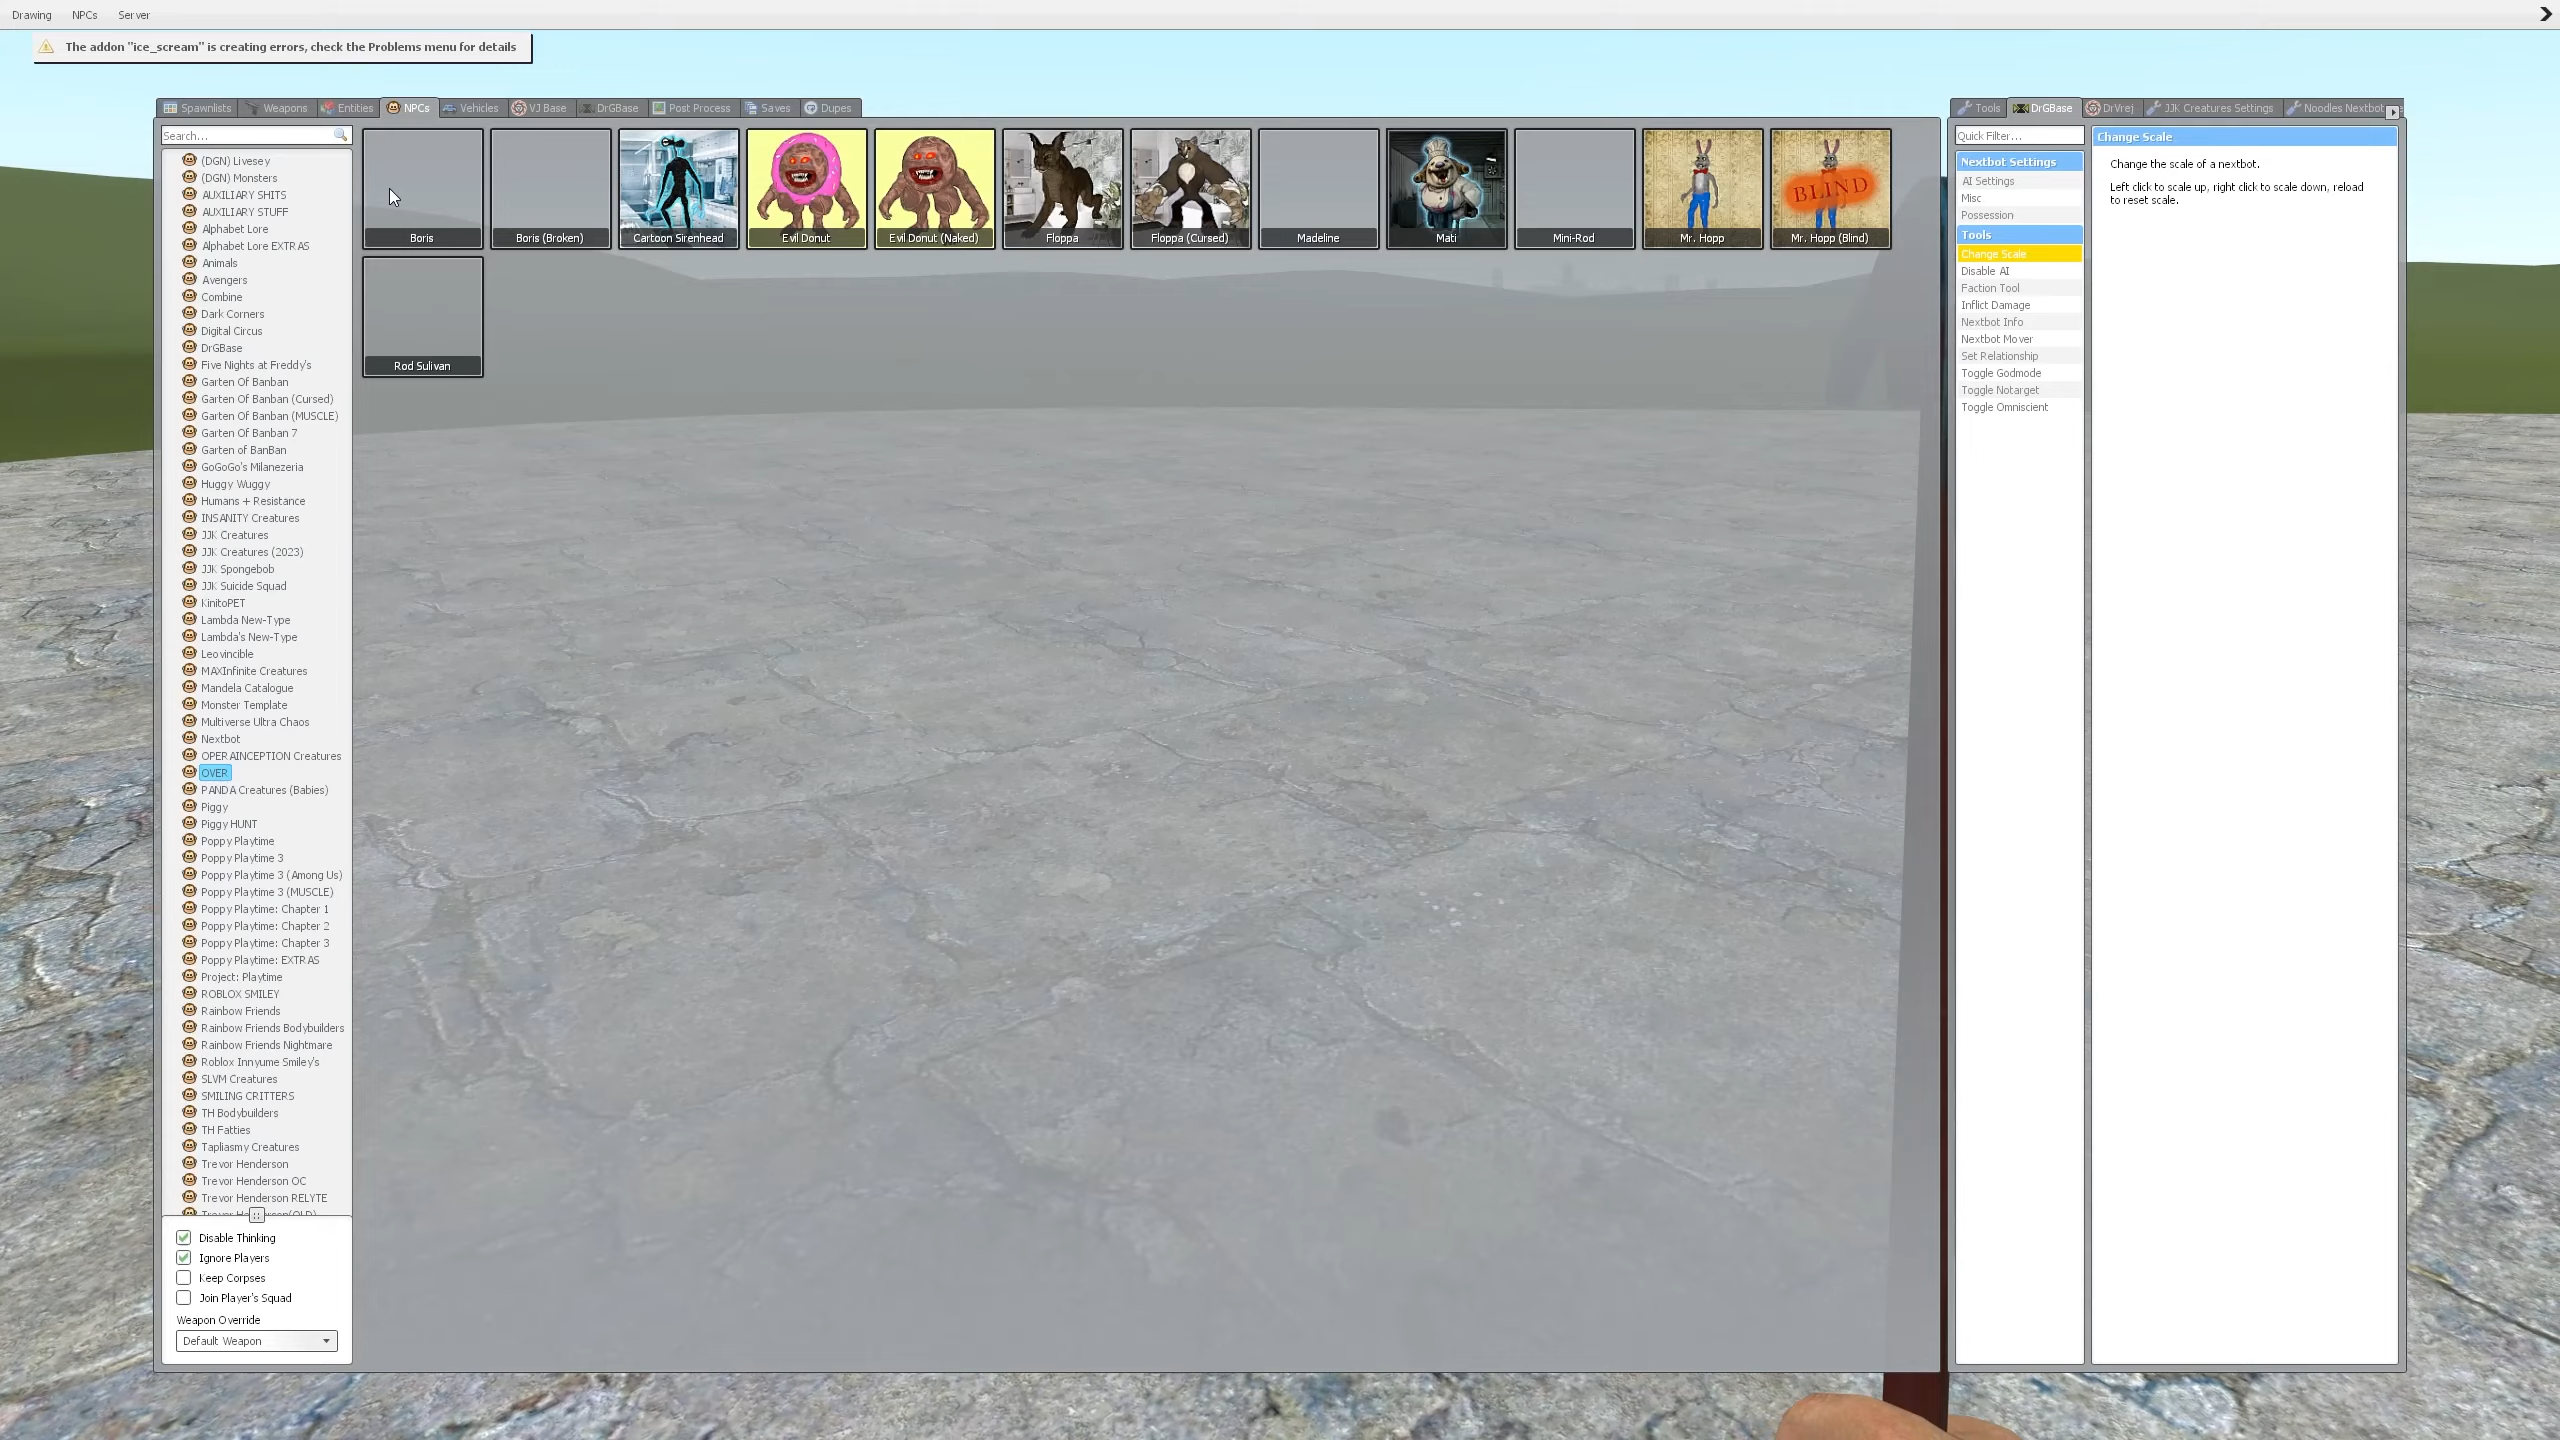 Drawing NPCs Server
The addon "ice_scream" is creating errors, check the Problems menu for details
Spawnlists Weapons Entities NPCs Vehicles VJ Base DrGBase Post Process Saves Dupes
Search...
(DGN) Livesey
(DGN) Monsters
AUXILIARY SHITS
AUXILIARY STUFF
Alphabet Lore
Alphabet Lore EXTRAS
Animals
Avengers
Combine
Dark Corners
Digital Circus
DrGBase
Five Nights at Freddy's
Garten Of Banban
Garten Of Banban (Cursed)
Garten Of Banban (MUSCLE)
Garten Of Banban 7
Garten of BanBan
GoGoGo's Milanezeria
Huggy Wuggy
Humans + Resistance
INSANITY Creatures
JJK Creatures
JJK Creatures (2023)
JJK Spongebob
JJK Suicide Squad
KinitoPET
Lambda New-Type
Lambda's New-Type
Leovincible
MAXInfinite Creatures
Mandela Catalogue
Monster Template
Multiverse Ultra Chaos
Nextbot
OPERAINCEPTION Creatures
OVER
PANDA Creatures (Babies)
Piggy
Piggy HUNT
Poppy Playtime
Poppy Playtime 3
Poppy Playtime 3 (Among Us)
Poppy Playtime 3 (MUSCLE)
Poppy Playtime: Chapter 1
Poppy Playtime: Chapter 2
Poppy Playtime: Chapter 3
Poppy Playtime: EXTRAS
Project: Playtime
ROBLOX SMILEY
Rainbow Friends
Rainbow Friends Bodybuilders
Rainbow Friends Nightmare
Roblox Innyume Smiley's
SLVM Creatures
SMILING CRITTERS
TH Bodybuilders
TH Fatties
Tapliasmy Creatures
Trevor Henderson
Trevor Henderson OC
Trevor Henderson RELYTE
Disable Thinking
Ignore Players
Keep Corpses
Join Player's Squad
Weapon Override
Default Weapon
BLIND
Boris Boris (Broken) Cartoon Sirenhead Evil Donut Evil Donut (Naked) Floppa Floppa (Cursed) Madeline Mati Mini-Rod Mr. Hopp Mr. Hopp (Blind)
Rod Sulivan
Tools DrGBase DrVrej JJK Creatures Settings Noodles Nextbot
Quick Filter...
Nextbot Settings
AI Settings
Misc
Possession
Tools
Change Scale
Disable AI
Faction Tool
Inflict Damage
Nextbot Info
Nextbot Mover
Set Relationship
Toggle Godmode
Toggle Notarget
Toggle Omniscient
Change Scale
Change the scale of a nextbot.
Left click to scale up, right click to scale down, reload
to reset scale.